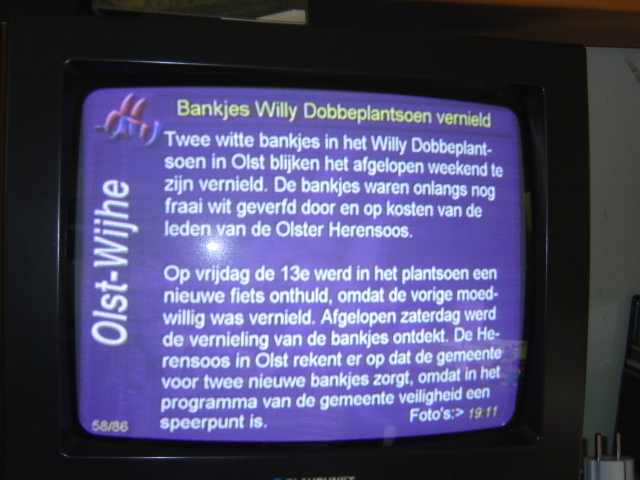 Bankjes Willy Dobbeplantsoen vernield
Twee witte bankjes in het Willy Dobbeplant-
soen in Olst blijken het afgelopen weekend te
zijn vernield. De bankjes waren onlangs nog
fraai wit geverfd door en op kosten van de
leden van de Olster Herensoos.
Op vrijdag de 13e werd in het plantsoen een
nieuwe fiets onthuld, omdat de vorige moed-
willig was vernield. Afgelopen zaterdag werd
de vernieling van de bankjes ontdekt. De He-
rensoos in Olst rekent er op dat de gemeente
voor twee nieuwe bankjes zorgt, omdat in het
programma van de gemeente veiligheid een
speerpunt is.
Foto's:> 19:11
Olst-Wijhe
58/86
BLAUPUNKT